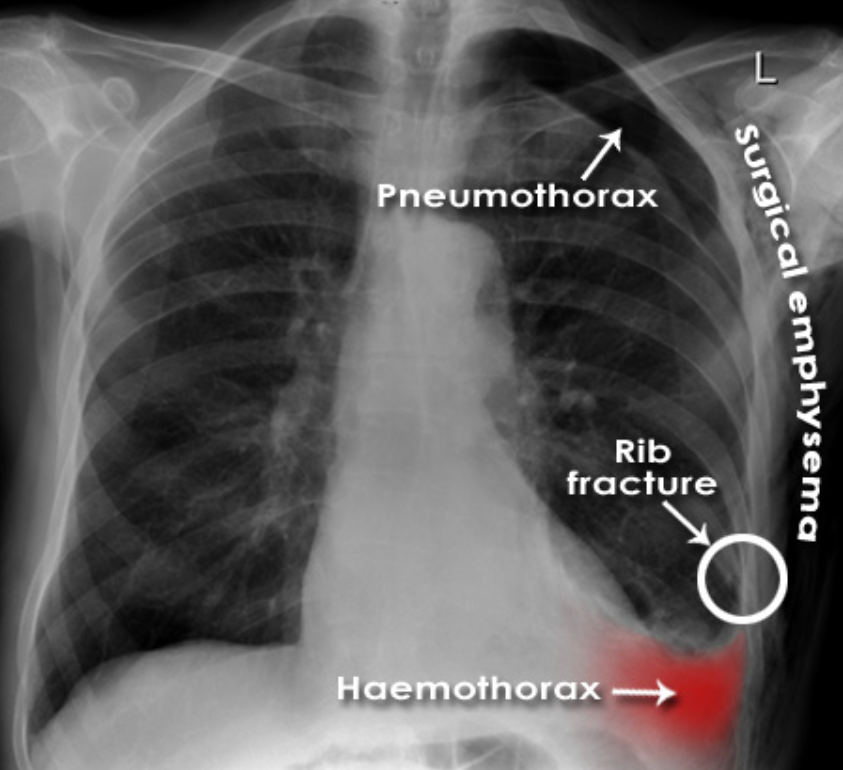 L
Surgical emphysema
Pneumothorax
Rib
fracture
Haemothorax